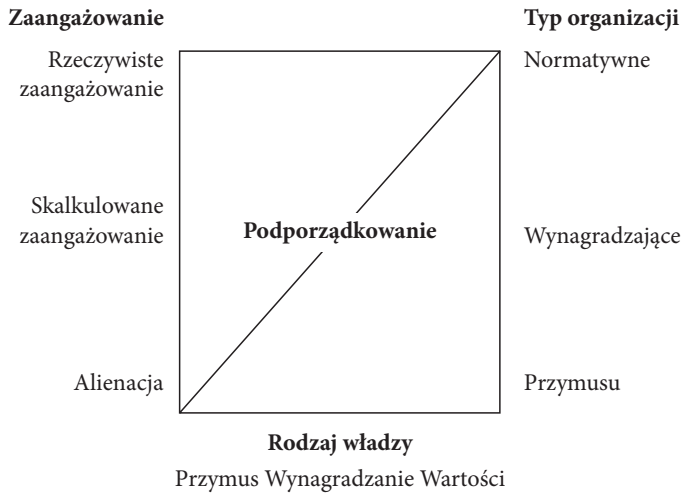 Zaangażowanie
Typ organizacji
Rzeczywiste
zaangażowanie
Normatywne
Skalkulowane
zaangażowanie
Podporządkowanie
Wynagradzające
Alienacja
Przymusu
Rodzaj władzy
Przymus Wynagradzanie Wartości